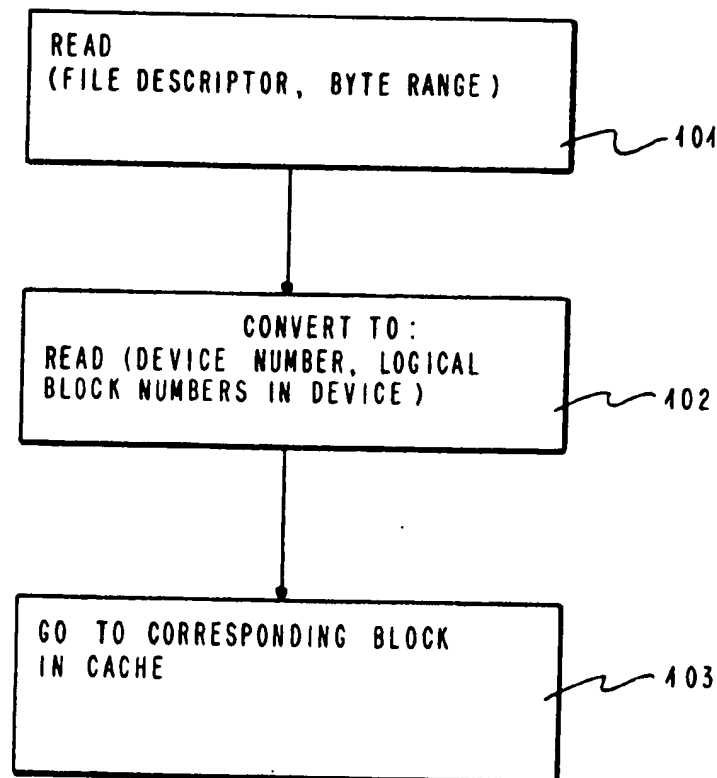 READ
(FILE DESCRIPTOR, BYTE RANGE)
101
CONVERT TO:
READ (DEVICE NUMBER, LOGICAL
BLOCK NUMBERS IN DEVICE)
102
GO TO CORRESPONDING BLOCK
IN CACHE
103